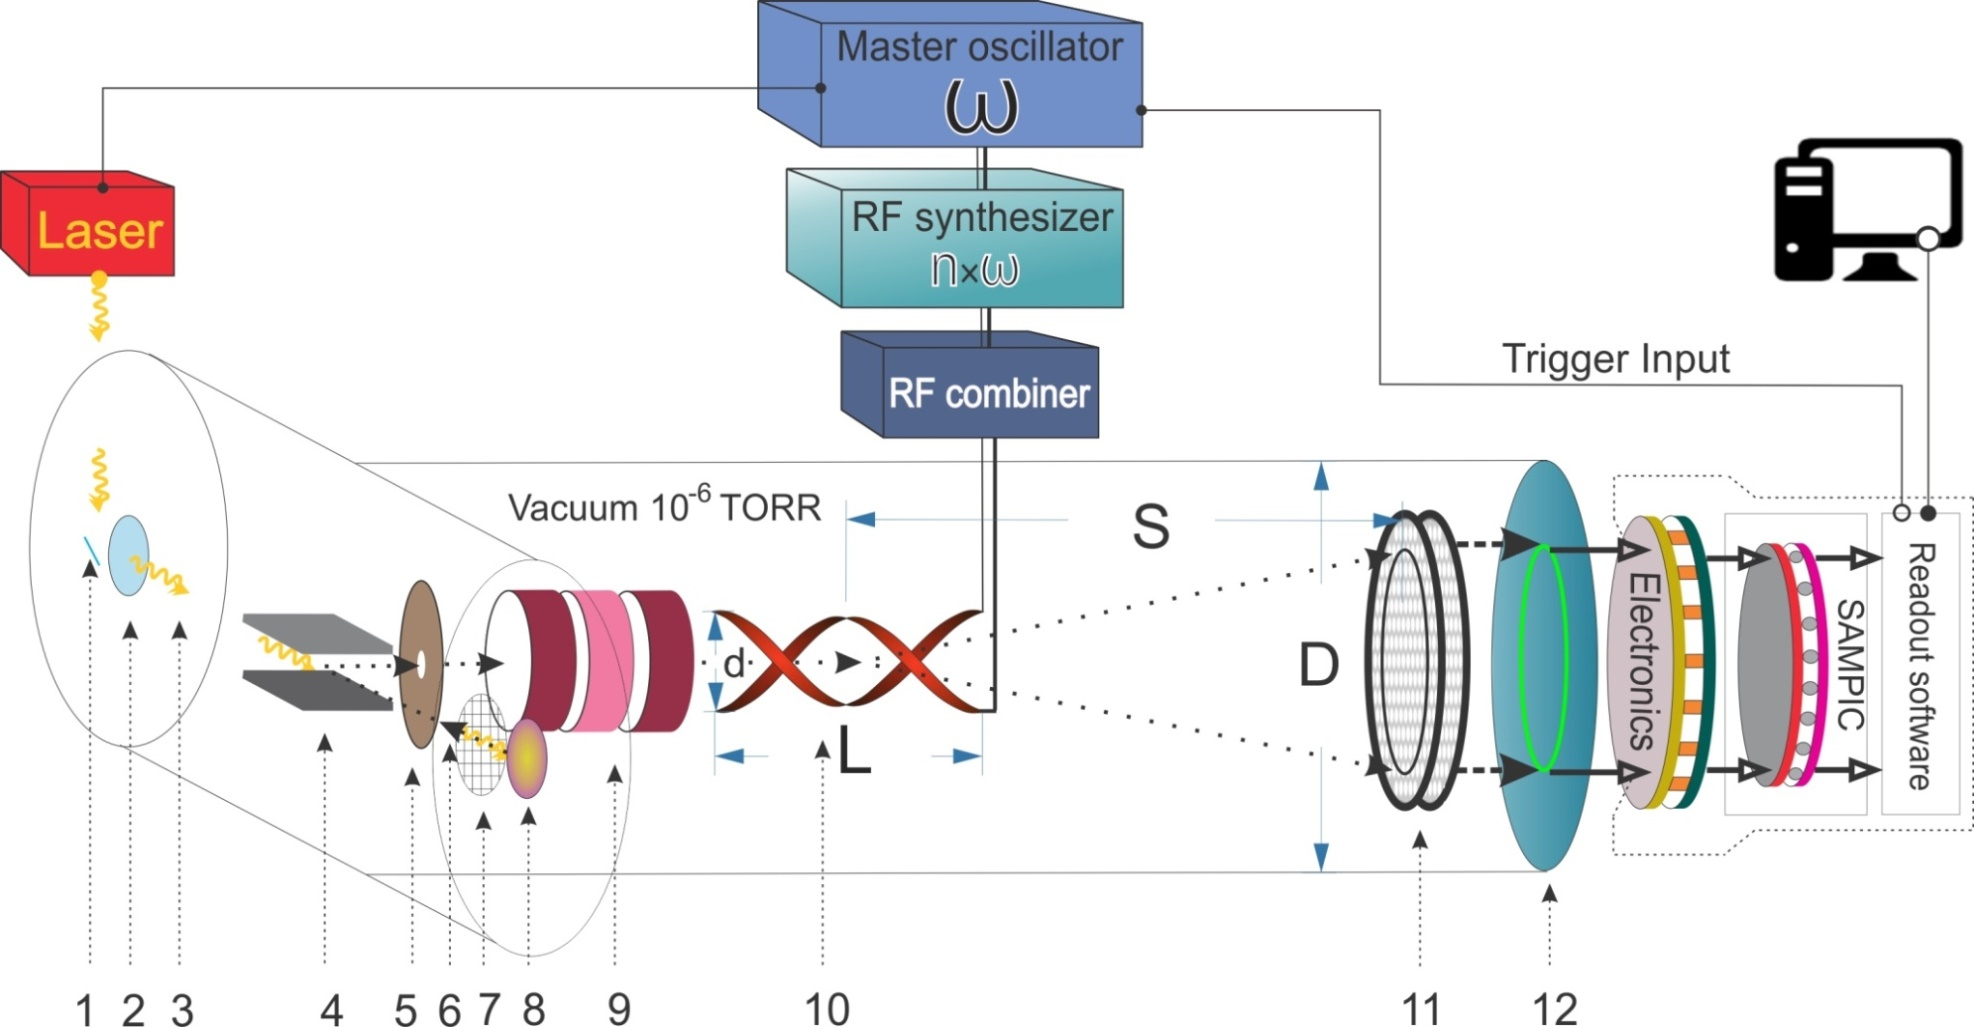 Master oscillator
ω
RF synthesizer
n×ω
RF combiner
Laser
Trigger Input
Vacuum 10⁻⁶ TORR
S
d
D
L
Electronics
SAMPIC
Readout software
1 2 3 4 5 6 7 8 9 10 11 12